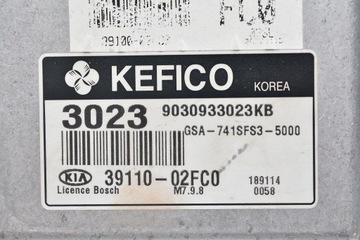 KEFICO KOREA
3023 9030933023KB
GSA-741SFS3-5000
KIA 39110-02FC0
Licence Bosch M7.9.8
189114
0058